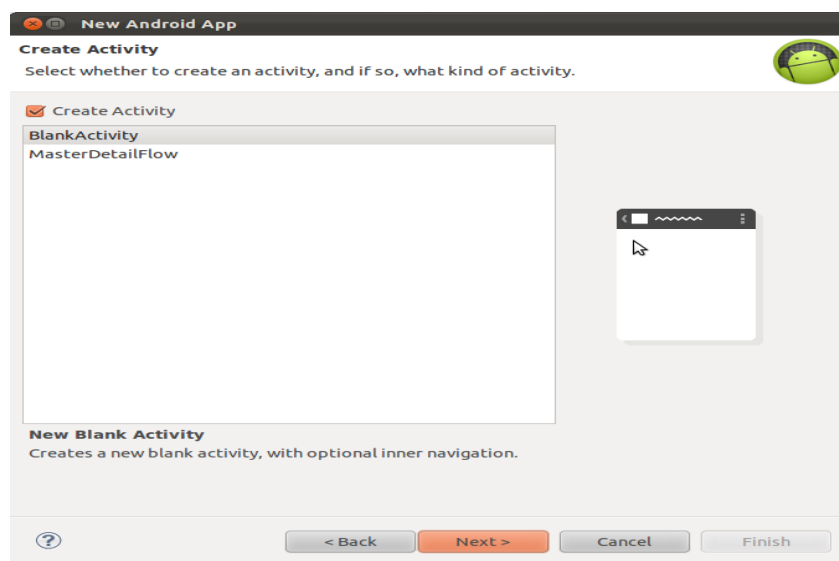 New Android App
Create Activity
Select whether to create an activity, and if so, what kind of activity.
Create Activity
BlankActivity
MasterDetailFlow
New Blank Activity
Creates a new blank activity, with optional inner navigation.
? < Back Next > Cancel Finish